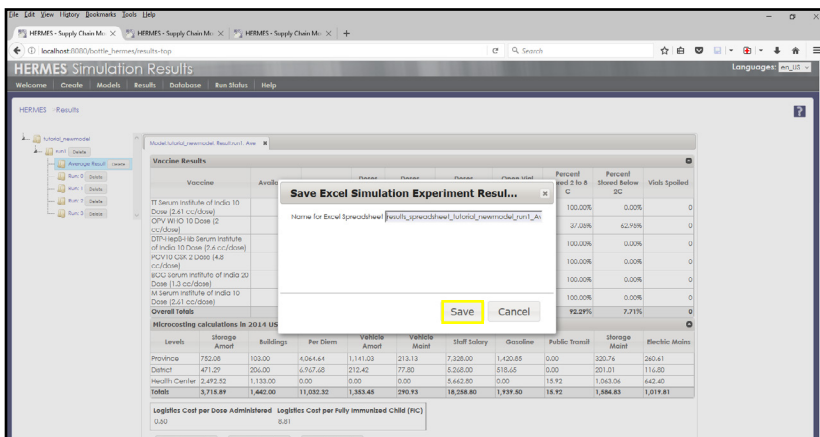 File Edit View History Bookmarks Tools Help
HERMES - Supply Chain Mo × HERMES - Supply Chain Mo × HERMES - Supply Chain Mo × +
localhost:8080/bottle_hermes/results-top
Search
HERMES Simulation Results
Languages: en_US
Welcome Create Models Results Database Run Status Help
HERMES >Results
?
tutorial_newmodel
run1 Delete
Average Result Delete
Run: 0 Delete
Run: 1 Delete
Run: 2 Delete
Run: 3 Delete
Model:tutorial_newmodel: Result:run1: Ave
Vaccine Results
Vaccine Percent Percent Stored Below 2C Vials Spoiled
TT Serum Institute of India 10 Dose (2.61 cc/dose) 100.00% 0.00% 0
OPV WHO 10 Dose (2 cc/dose) 37.05% 62.95% 0
DTP-HepB-Hib Serum Institute of India 10 Dose (2.6 cc/dose) 100.00% 0.00% 0
PCV10 GSK 2 Dose (4.8 cc/dose) 100.00% 0.00% 0
BCG Serum Institute of India 20 Dose (1.3 cc/dose) 100.00% 0.00% 0
M Serum Institute of India 10 Dose (2.61 cc/dose) 100.00% 0.00% 0
Overall Totals 92.29% 7.71% 0
Save Excel Simulation Experiment Resul... ×
Name for Excel Spreadsheet results_spreadsheet_tutorial_newmodel_run1_Av
Save Cancel
Microcosting calculations in 2014 US
Levels Storage Amort Buildings Per Diem Vehicle Amort Vehicle Maint Staff Salary Gasoline Public Transit Storage Maint Electric Mains
Province 752.08 103.00 4,064.64 1,141.03 213.13 7,328.00 1,420.85 0.00 320.76 260.61
District 471.29 206.00 6,967.68 212.42 77.80 5,268.00 518.65 0.00 201.01 116.80
Health Center 2,492.52 1,133.00 0.00 0.00 0.00 5,662.80 0.00 15.92 1,063.06 642.40
Totals 3,715.89 1,442.00 11,032.32 1,353.45 290.93 18,258.80 1,939.50 15.92 1,584.83 1,019.81
Logistics Cost per Dose Administered Logistics Cost per Fully Immunized Child (FIC)
0.80 8.81